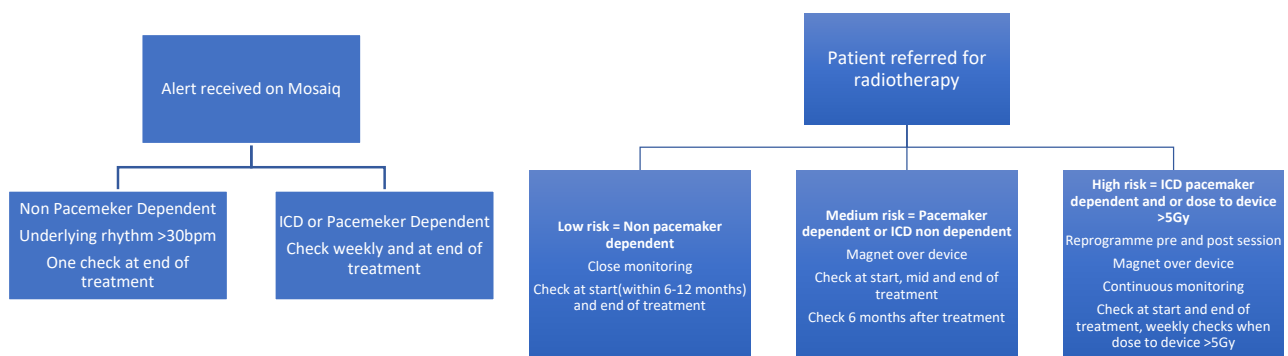 Alert received on Mosaiq
Non Pacemeker Dependent
Underlying rhythm >30bpm
One check at end of
treatment
ICD or Pacemeker Dependent
Check weekly and at end of
treatment
Patient referred for
radiotherapy
Low risk = Non pacemaker
dependent
Close monitoring
Check at start(within 6-12 months)
and end of treatment
Medium risk = Pacemaker
dependent or ICD non dependent
Magnet over device
Check at start, mid and end of
treatment
Check 6 months after treatment
High risk = ICD pacemaker
dependent and or dose to device
>5Gy
Reprogramme pre and post session
Magnet over device
Continuous monitoring
Check at start and end of
treatment, weekly checks when
dose to device >5Gy